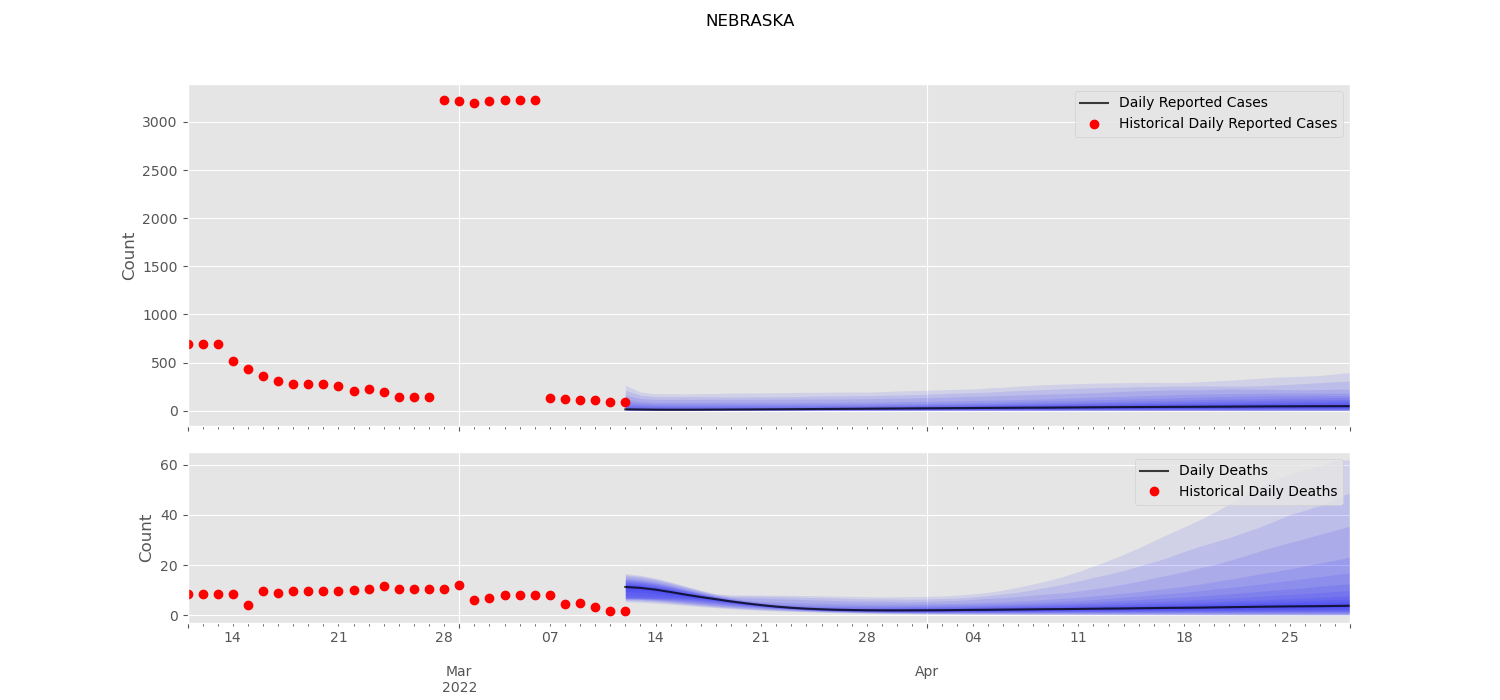 NEBRASKA
Daily Reported Cases
Historical Daily Reported Cases
3000
2500
2000
1500
1000
500
0
Count
Daily Deaths
Historical Daily Deaths
60
40
20
0
Count
14 21 28 07 14 21 28 04 11 18 25
Mar Apr
2022